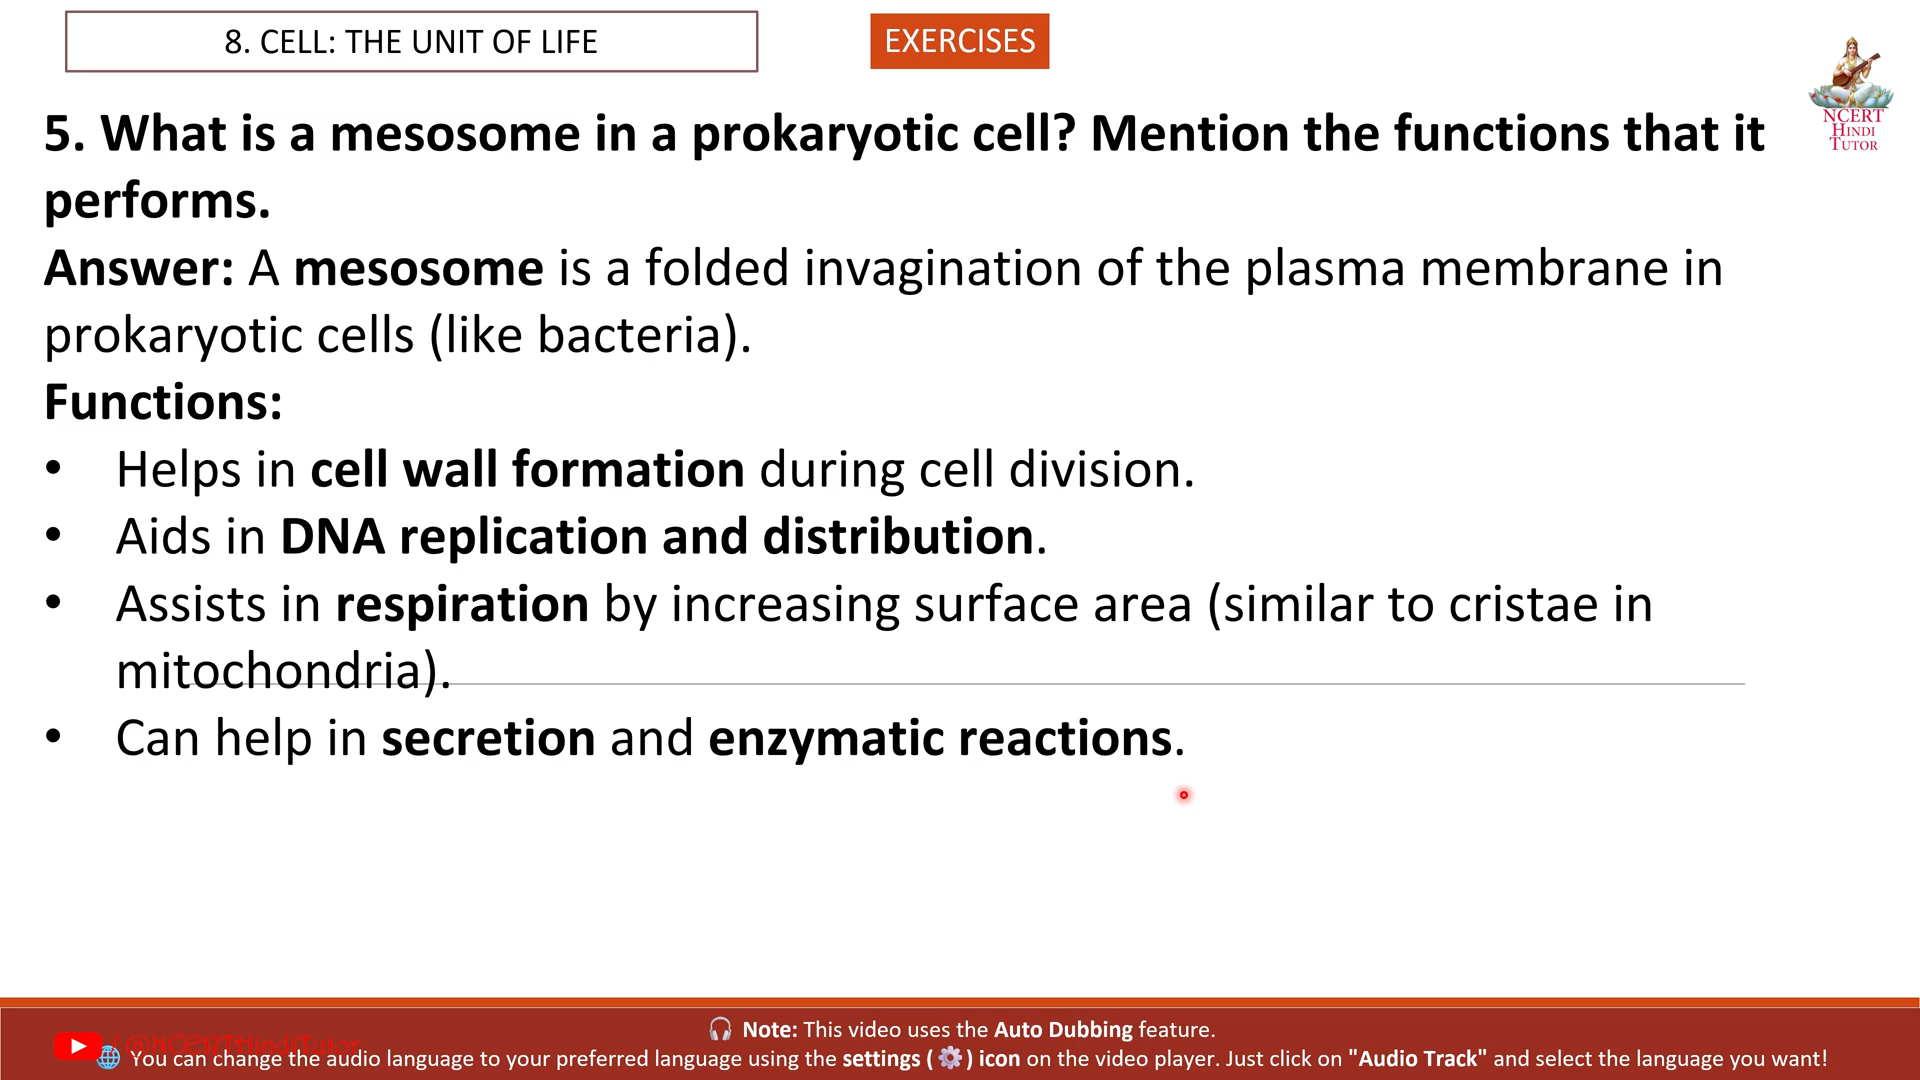 8. CELL: THE UNIT OF LIFE
EXERCISES
NCERT
HINDI
TUTOR
5. What is a mesosome in a prokaryotic cell? Mention the functions that it
performs.
Answer: A mesosome is a folded invagination of the plasma membrane in
prokaryotic cells (like bacteria).
Functions:
• Helps in cell wall formation during cell division.
• Aids in DNA replication and distribution.
• Assists in respiration by increasing surface area (similar to cristae in
mitochondria).
• Can help in secretion and enzymatic reactions.
🎧 Note: This video uses the Auto Dubbing feature.
/@NCERTHindiTutor
🌐 You can change the audio language to your preferred language using the settings (⚙️) icon on the video player. Just click on "Audio Track" and select the language you want!